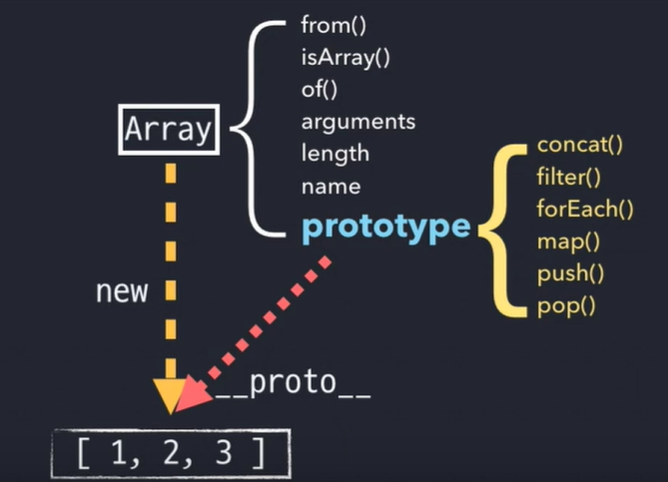 from()
isArray()
of()
arguments
length
name
prototype
Array
concat()
filter()
forEach()
map()
push()
pop()
new
__proto__
[ 1, 2, 3 ]